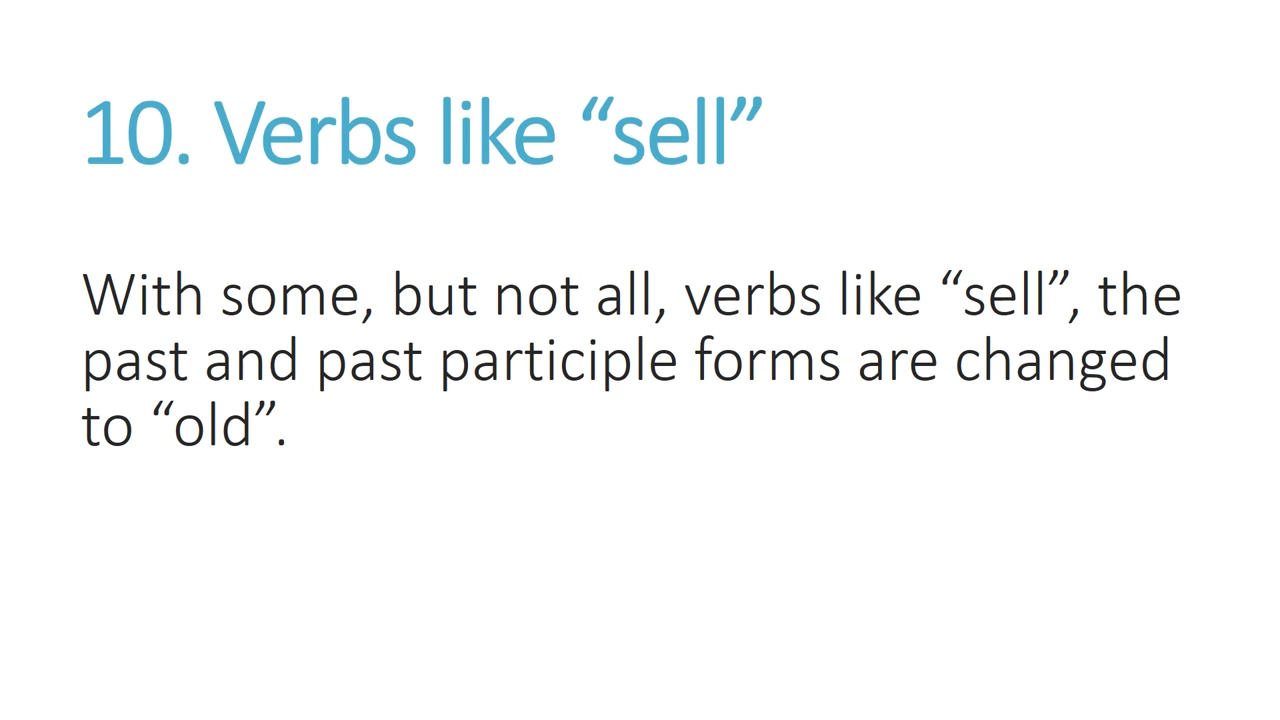 10. Verbs like “sell”
With some, but not all, verbs like “sell”, the
past and past participle forms are changed
to “old”.